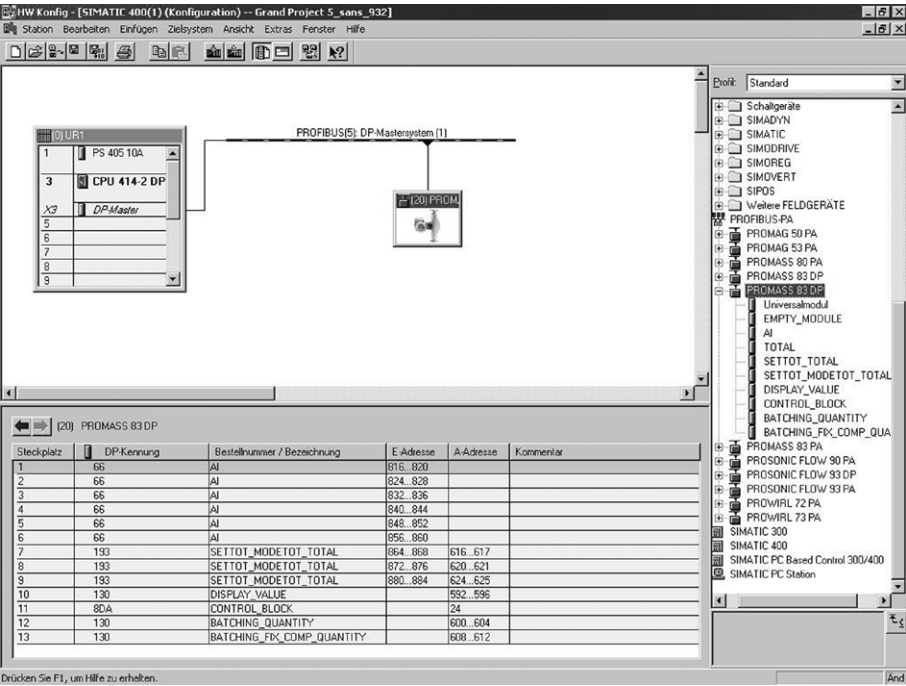 HW Konfig - [SIMATIC 400(1) (Konfiguration) -- Grand Project 5_sans_932]
Station Bearbeiten Einfügen Zielsystem Ansicht Extras Fenster Hilfe
(0) UR1
1 PS 405 10A
3 CPU 414-2 DP
X3 DP-Master
5
6
7
8
9
PROFIBUS(5): DP-Mastersystem (1)
(20) PROM
Profil: Standard
Schaltgeräte
SIMADYN
SIMATIC
SIMODRIVE
SIMOREG
SIMOVERT
SIPOS
Weitere FELDGERÄTE
PROFIBUS-PA
PROMAG 50 PA
PROMAG 53 PA
PROMASS 80 PA
PROMASS 83 DP
PROMASS 83 DP
Universalmodul
EMPTY_MODULE
AI
TOTAL
SETTOT_TOTAL
SETTOT_MODETOT_TOTAL
DISPLAY_VALUE
CONTROL_BLOCK
BATCHING_QUANTITY
BATCHING_FIX_COMP_QUA
PROMASS 83 PA
PROSONIC FLOW 90 PA
PROSONIC FLOW 93 DP
PROSONIC FLOW 93 PA
PROWIRL 72 PA
PROWIRL 73 PA
SIMATIC 300
SIMATIC 400
SIMATIC PC Based Control 300/400
SIMATIC PC Station
(20) PROMASS 83 DP
Steckplatz DP-Kennung Bestellnummer / Bezeichnung E-Adresse A-Adresse Kommentar
1 66 AI 816...820
2 66 AI 824...828
3 66 AI 832...836
4 66 AI 840...844
5 66 AI 848...852
6 66 AI 856...860
7 193 SETTOT_MODETOT_TOTAL 864...868 616...617
8 193 SETTOT_MODETOT_TOTAL 872...876 620...621
9 193 SETTOT_MODETOT_TOTAL 880...884 624...625
10 130 DISPLAY_VALUE 592...596
11 8DA CONTROL_BLOCK 24
12 130 BATCHING_QUANTITY 600...604
13 130 BATCHING_FIX_COMP_QUANTITY 608...612
Drücken Sie F1, um Hilfe zu erhalten.
Änd